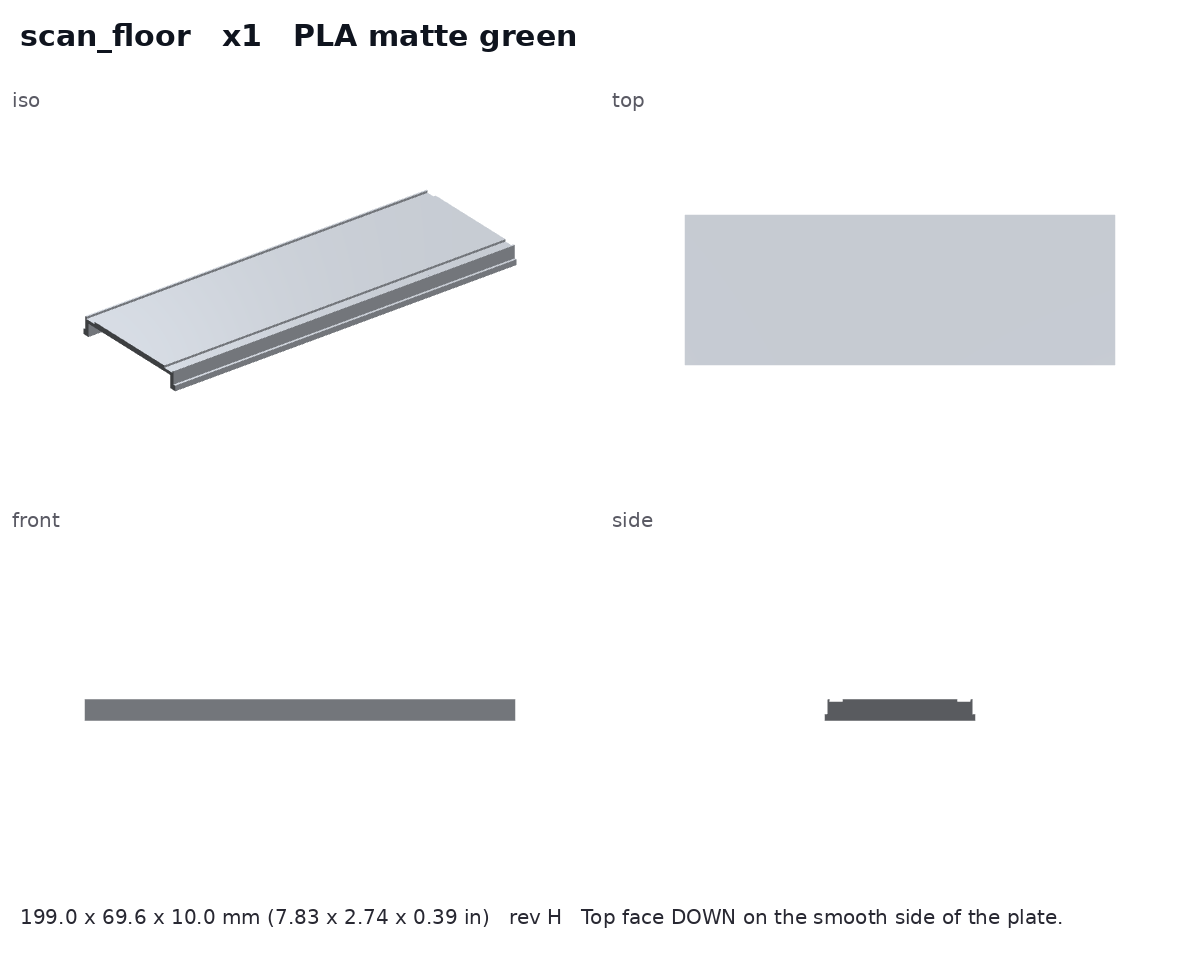 scan_floor x1 PLA matte green
iso
top
front
side
199.0 x 69.6 x 10.0 mm (7.83 x 2.74 x 0.39 in) rev H Top face DOWN on the smooth side of the plate.